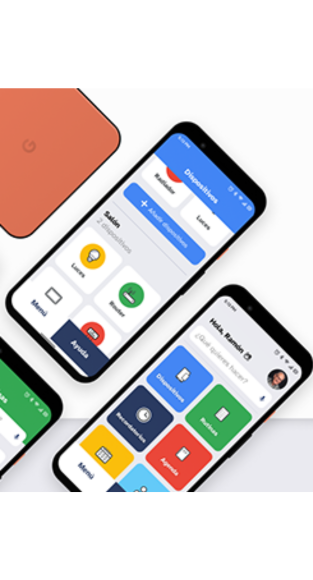 Dispositivos
Radiador
Luces
+ Añadir dispositivo
Salón
2 dispositivos
Luces
Router
Menú
Ayuda
Hola, Ramón
¿Qué quieres hacer?
Dispositivos
Rutinas
Recordatorios
Agenda
Menú